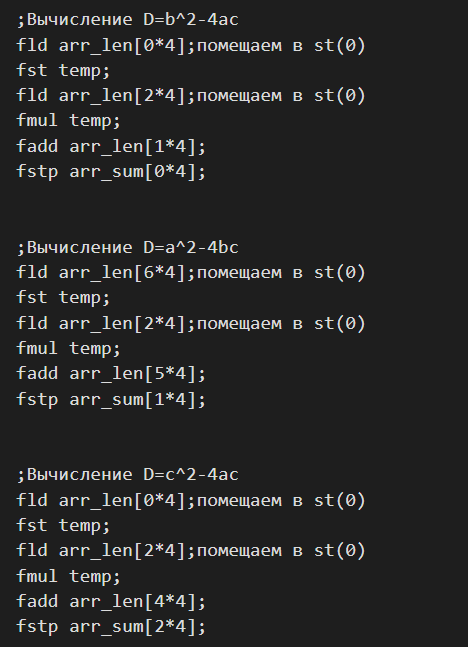 ;Вычисление D=b^2-4ac
fld arr_len[0*4];помещаем в st(0)
fst temp;
fld arr_len[2*4];помещаем в st(0)
fmul temp;
fadd arr_len[1*4];
fstp arr_sum[0*4];
;Вычисление D=a^2-4bc
fld arr_len[6*4];помещаем в st(0)
fst temp;
fld arr_len[2*4];помещаем в st(0)
fmul temp;
fadd arr_len[5*4];
fstp arr_sum[1*4];
;Вычисление D=c^2-4ac
fld arr_len[0*4];помещаем в st(0)
fst temp;
fld arr_len[2*4];помещаем в st(0)
fmul temp;
fadd arr_len[4*4];
fstp arr_sum[2*4];